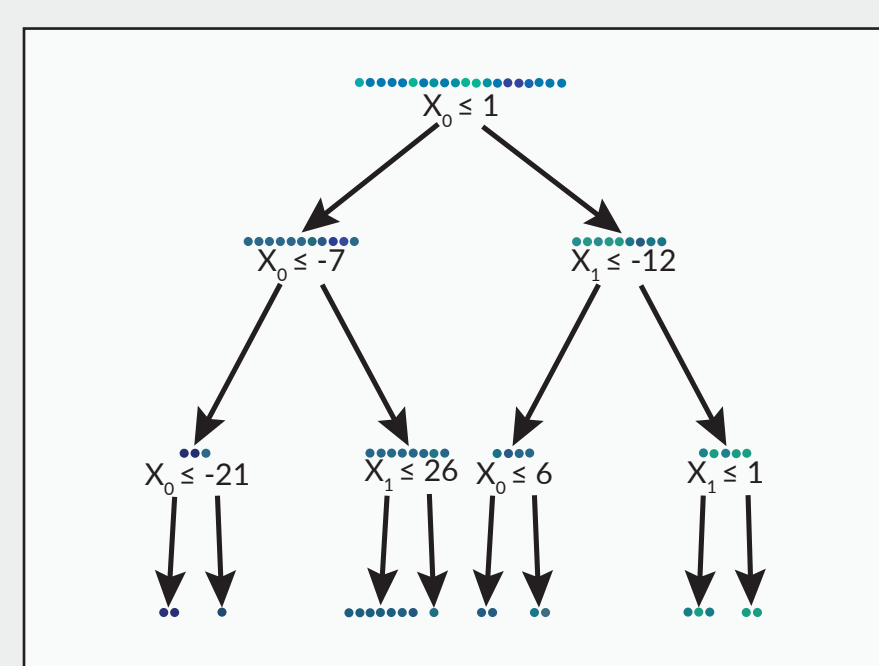 X₀ ≤ 1
X₀ ≤ -7
X₁ ≤ -12
X₀ ≤ -21
X₁ ≤ 26
X₀ ≤ 6
X₁ ≤ 1